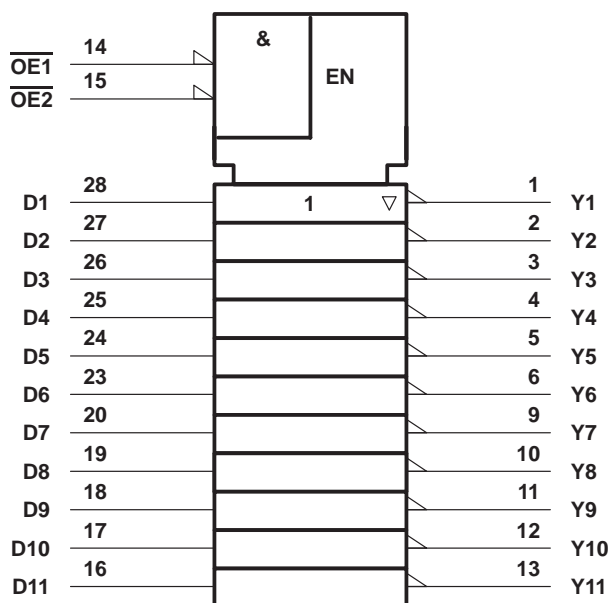 &
EN
OE1 14
OE2 15
D1 28 1 ▽ 1 Y1
D2 27 2 Y2
D3 26 3 Y3
D4 25 4 Y4
D5 24 5 Y5
D6 23 6 Y6
D7 20 9 Y7
D8 19 10 Y8
D9 18 11 Y9
D10 17 12 Y10
D11 16 13 Y11